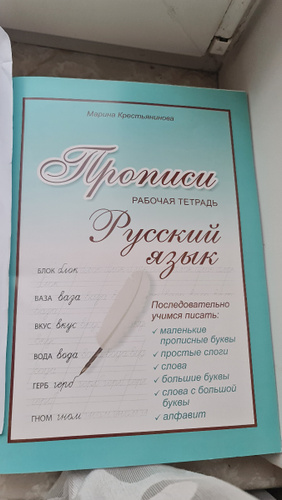 Марина Крестьянинова
Прописи
РАБОЧАЯ ТЕТРАДЬ
Русский
язык
БЛОК блок
ВАЗА ваза
ВКУС вкус
ВОДА вода
ГЕРБ герб
ГНОМ гном
Последовательно
учимся писать:
✓ маленькие
прописные буквы
✓ простые слоги
✓ слова
✓ большие буквы
✓ слова с большой
буквы
✓ алфавит